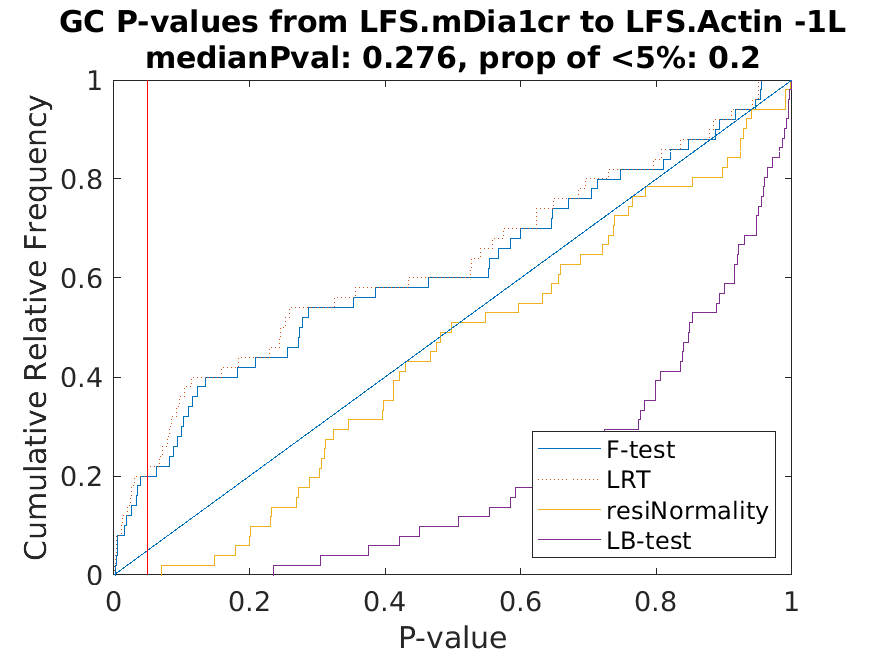 GC P-values from LFS.mDia1cr to LFS.Actin -1L
medianPval: 0.276, prop of <5%: 0.2
1
0.8
0.6
0.4
0.2
0
Cumulative Relative Frequency
F-test
LRT
resiNormality
LB-test
0 0.2 0.4 0.6 0.8 1
P-value